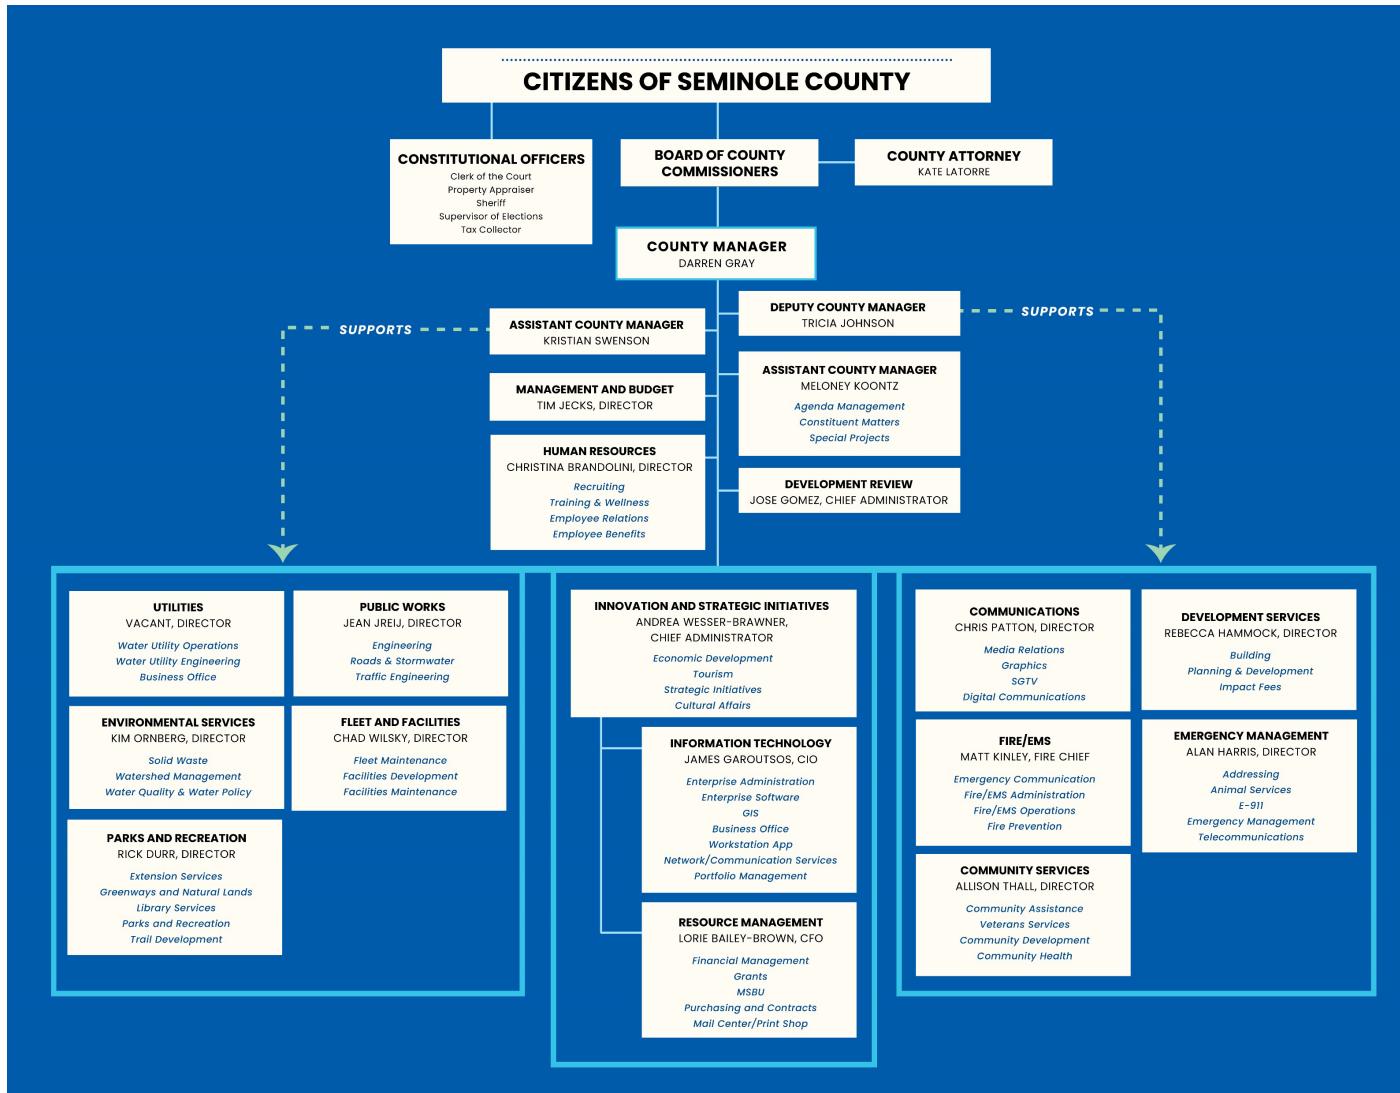 CITIZENS OF SEMINOLE COUNTY
CONSTITUTIONAL OFFICERS
Clerk of the Court
Property Appraiser
Sheriff
Supervisor of Elections
Tax Collector
BOARD OF COUNTY
COMMISSIONERS
COUNTY ATTORNEY
KATE LATORRE
COUNTY MANAGER
DARREN GRAY
SUPPORTS
ASSISTANT COUNTY MANAGER
KRISTIAN SWENSON
DEPUTY COUNTY MANAGER
TRICIA JOHNSON
SUPPORTS
MANAGEMENT AND BUDGET
TIM JECKS, DIRECTOR
ASSISTANT COUNTY MANAGER
MELONEY KOONTZ
Agenda Management
Constituent Matters
Special Projects
HUMAN RESOURCES
CHRISTINA BRANDOLINI, DIRECTOR
Recruiting
Training & Wellness
Employee Relations
Employee Benefits
DEVELOPMENT REVIEW
JOSE GOMEZ, CHIEF ADMINISTRATOR
UTILITIES
VACANT, DIRECTOR
Water Utility Operations
Water Utility Engineering
Business Office
PUBLIC WORKS
JEAN JREIJ, DIRECTOR
Engineering
Roads & Stormwater
Traffic Engineering
ENVIRONMENTAL SERVICES
KIM ORNBERG, DIRECTOR
Solid Waste
Watershed Management
Water Quality & Water Policy
FLEET AND FACILITIES
CHAD WILSKY, DIRECTOR
Fleet Maintenance
Facilities Development
Facilities Maintenance
PARKS AND RECREATION
RICK DURR, DIRECTOR
Extension Services
Greenways and Natural Lands
Library Services
Parks and Recreation
Trail Development
INNOVATION AND STRATEGIC INITIATIVES
ANDREA WESSER-BRAWNER,
CHIEF ADMINISTRATOR
Economic Development
Tourism
Strategic Initiatives
Cultural Affairs
INFORMATION TECHNOLOGY
JAMES GAROUTSOS, CIO
Enterprise Administration
Enterprise Software
GIS
Business Office
Workstation App
Network/Communication Services
Portfolio Management
RESOURCE MANAGEMENT
LORIE BAILEY-BROWN, CFO
Financial Management
Grants
MSBU
Purchasing and Contracts
Mail Center/Print Shop
COMMUNICATIONS
CHRIS PATTON, DIRECTOR
Media Relations
Graphics
SGTV
Digital Communications
DEVELOPMENT SERVICES
REBECCA HAMMOCK, DIRECTOR
Building
Planning & Development
Impact Fees
FIRE/EMS
MATT KINLEY, FIRE CHIEF
Emergency Communication
Fire/EMS Administration
Fire/EMS Operations
Fire Prevention
EMERGENCY MANAGEMENT
ALAN HARRIS, DIRECTOR
Addressing
Animal Services
E-911
Emergency Management
Telecommunications
COMMUNITY SERVICES
ALLISON THALL, DIRECTOR
Community Assistance
Veterans Services
Community Development
Community Health